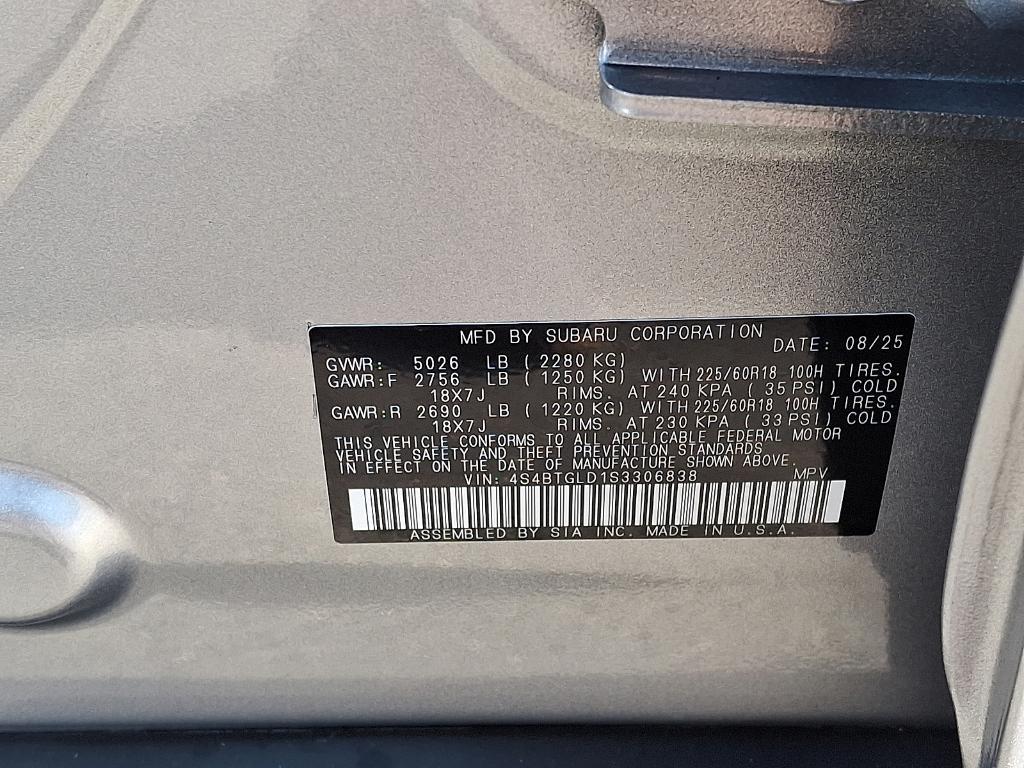 MFD BY SUBARU CORPORATION DATE: 08/25
GVWR: 5026 LB ( 2280 KG)
GAWR:F 2756 LB ( 1250 KG) WITH 225/60R18 100H TIRES.
18X7J RIMS. AT 240 KPA ( 35 PSI) COLD
GAWR:R 2690 LB ( 1220 KG) WITH 225/60R18 100H TIRES.
18X7J RIMS. AT 230 KPA ( 33 PSI) COLD
THIS VEHICLE CONFORMS TO ALL APPLICABLE FEDERAL MOTOR
VEHICLE SAFETY AND THEFT PREVENTION STANDARDS
IN EFFECT ON THE DATE OF MANUFACTURE SHOWN ABOVE.
VIN: 4S4BTGLD1S3306838 MPV
ASSEMBLED BY SIA INC. MADE IN U.S.A.